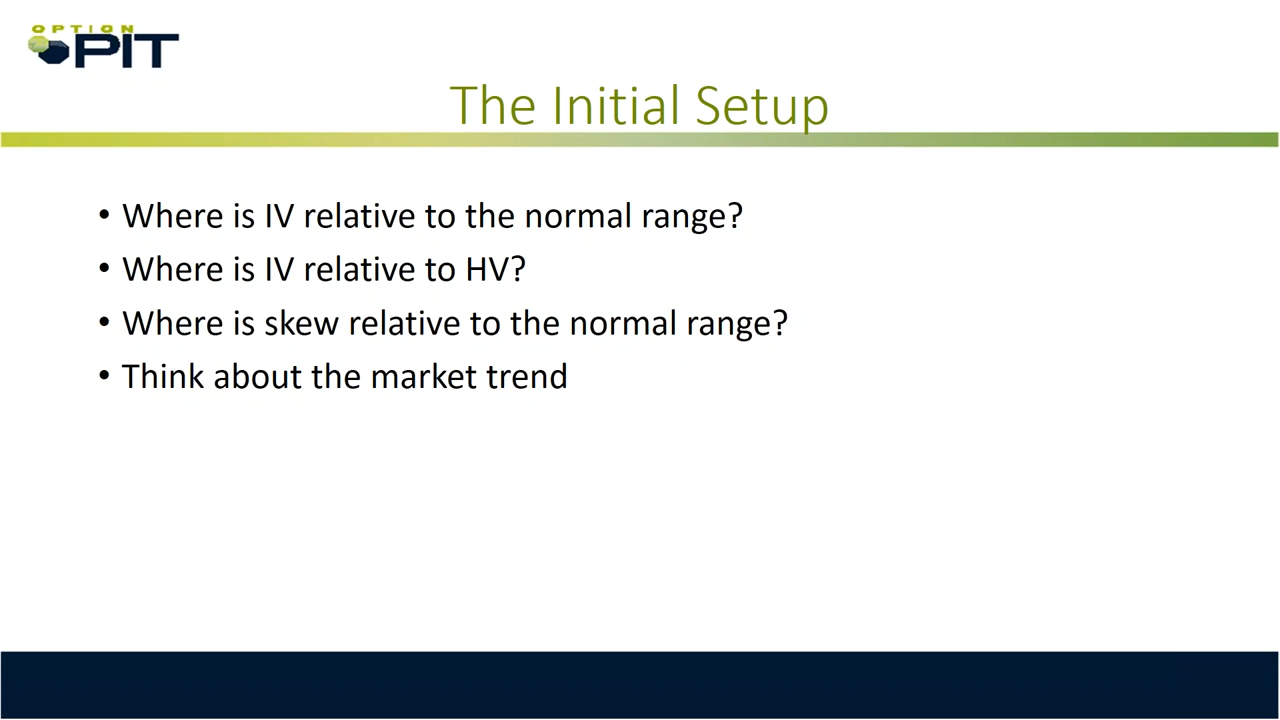 OPTION
PIT
The Initial Setup
• Where is IV relative to the normal range?
• Where is IV relative to HV?
• Where is skew relative to the normal range?
• Think about the market trend